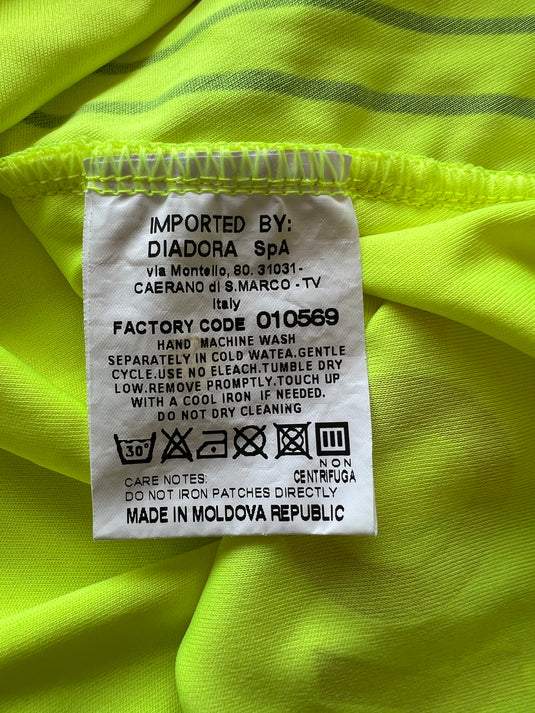 IMPORTED BY:
DIADORA SpA
via Montello, 80. 31031-
CAERANO di S.MARCO - TV
Italy
FACTORY CODE 010569
HAND MACHINE WASH
SEPARATELY IN COLD WATEA.GENTLE
CYCLE.USE NO BLEACH.TUMBLE DRY
LOW.REMOVE PROMPTLY.TOUCH UP
WITH A COOL IRON IF NEEDED.
DO NOT DRY CLEANING
30°
NON
CENTRIFUGA
CARE NOTES:
DO NOT IRON PATCHES DIRECTLY
MADE IN MOLDOVA REPUBLIC